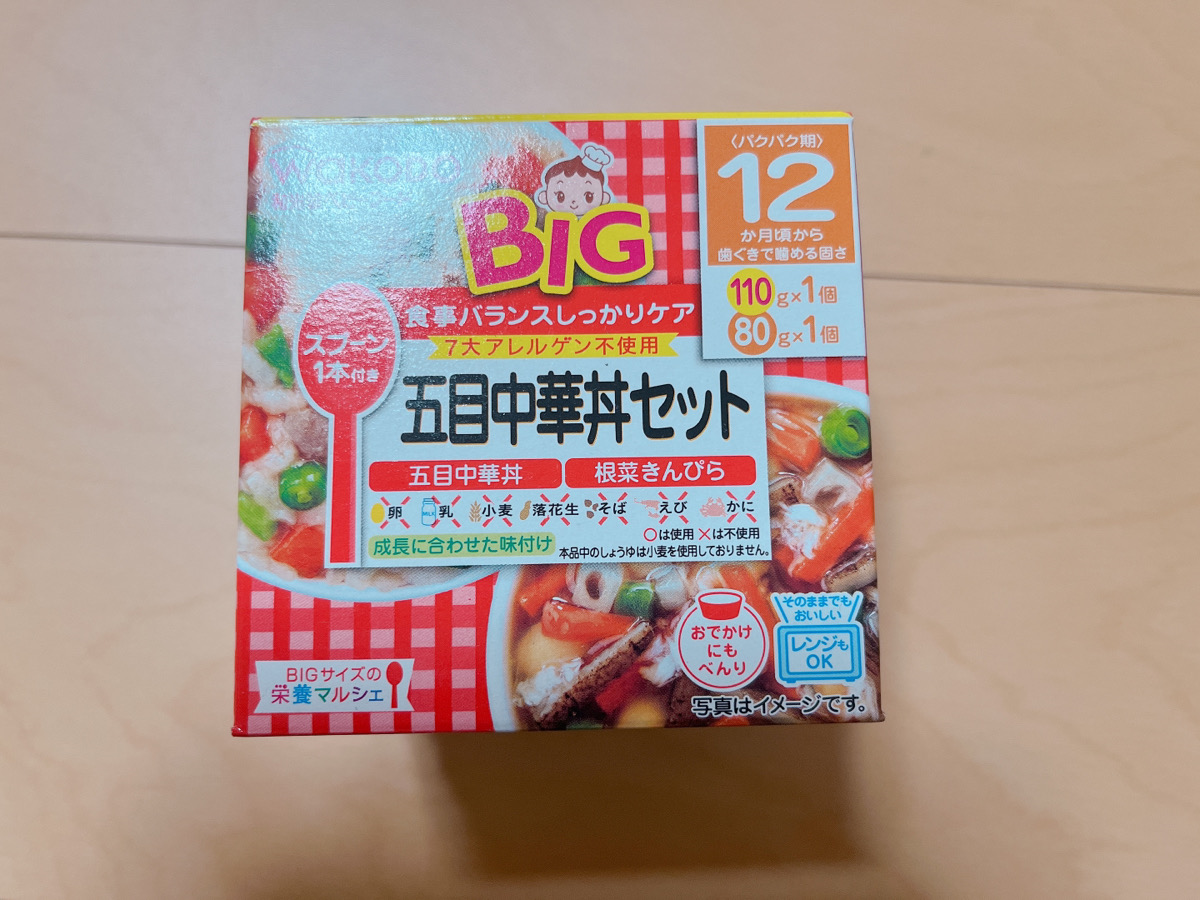 WAKODO
BIG
〈パクパク期〉
12
か月頃から
歯ぐきで噛める固さ
110g×1個
80g×1個
食事バランスしっかりケア
7大アレルゲン不使用
スプーン
1本付き
五目中華丼セット
五目中華丼
根菜きんぴら
卵 MILK 乳 小麦 落花生 そば えび かに
○は使用 ×は不使用
成長に合わせた味付け
本品中のしょうゆは小麦を使用しておりません。
おでかけ
にも
べんり
そのままでも
おいしい
レンジも
OK
BIGサイズの
栄養マルシェ
写真はイメージです。